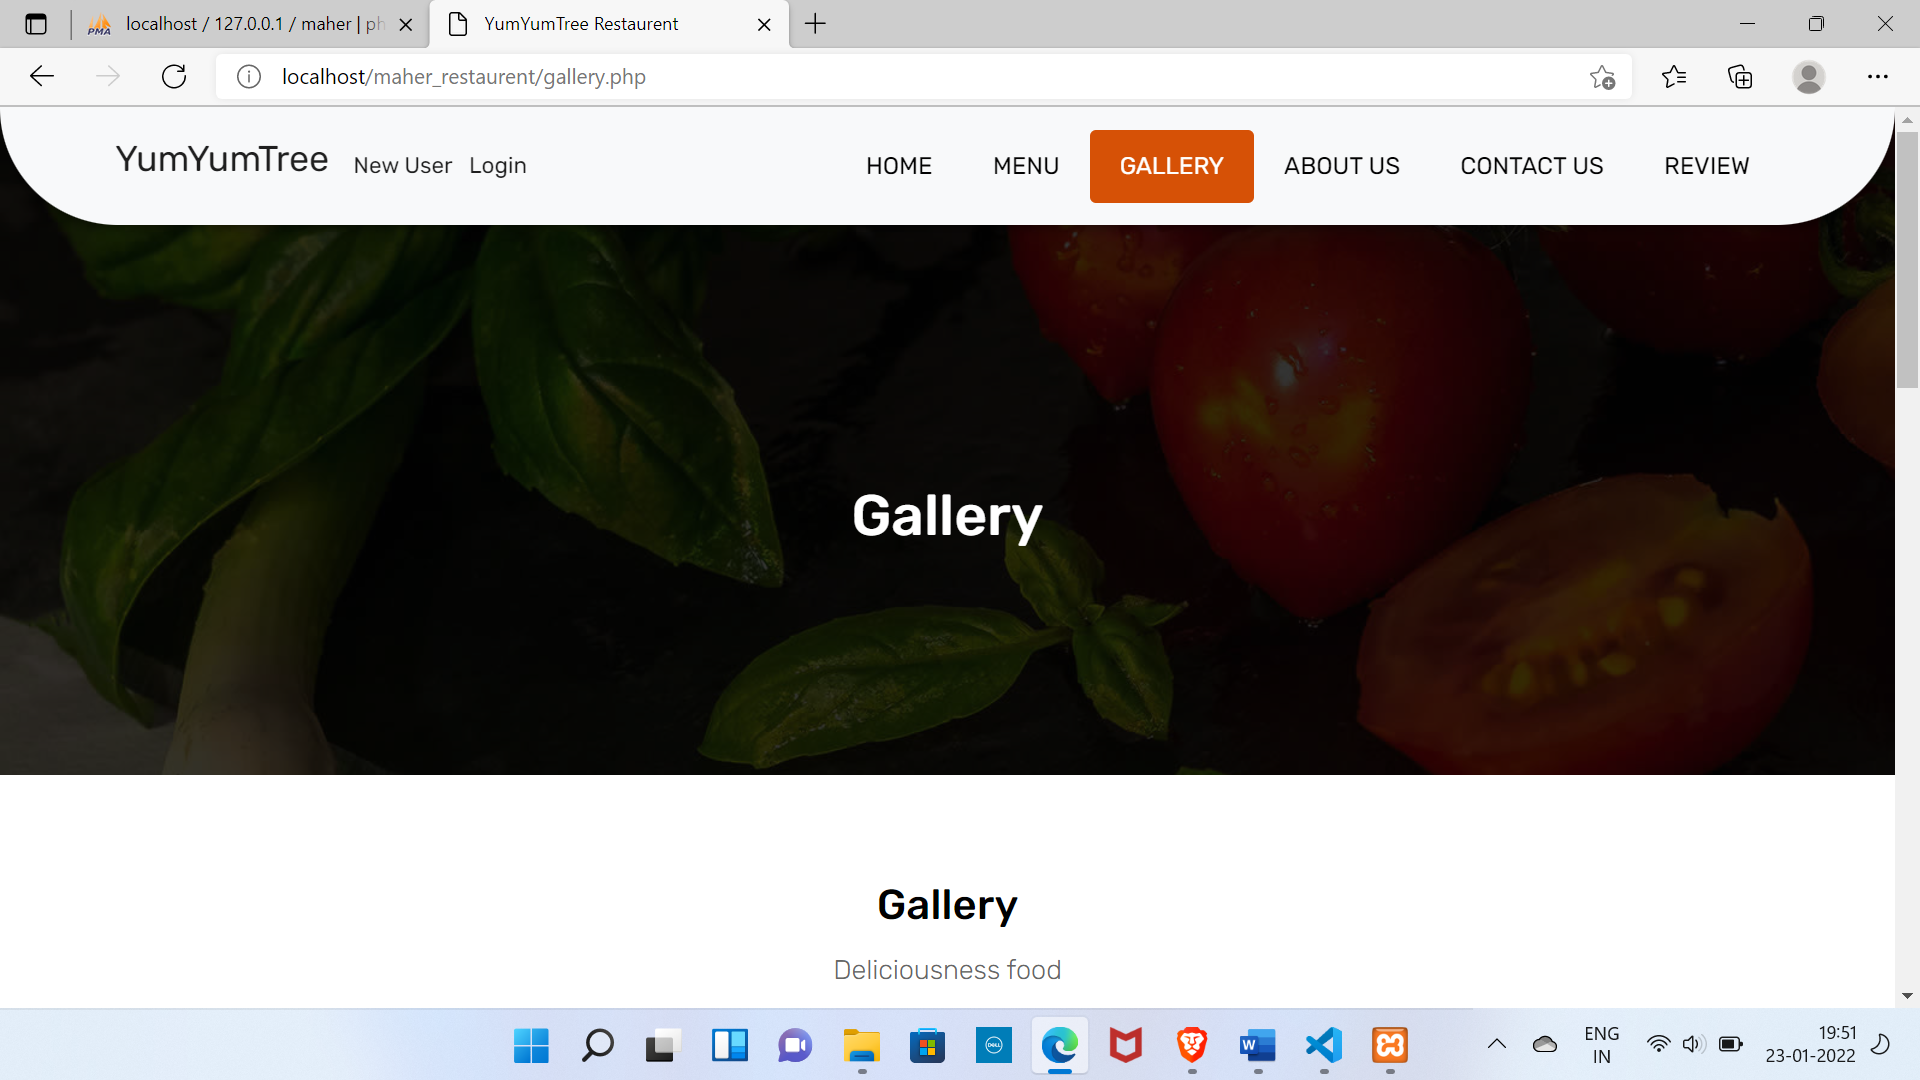 localhost / 127.0.0.1 / maher | ph
YumYumTree Restaurent
localhost/maher_restaurent/gallery.php
YumYumTree New User Login HOME MENU GALLERY ABOUT US CONTACT US REVIEW
Gallery
Gallery
Deliciousness food
ENG
IN
19:51
23-01-2022